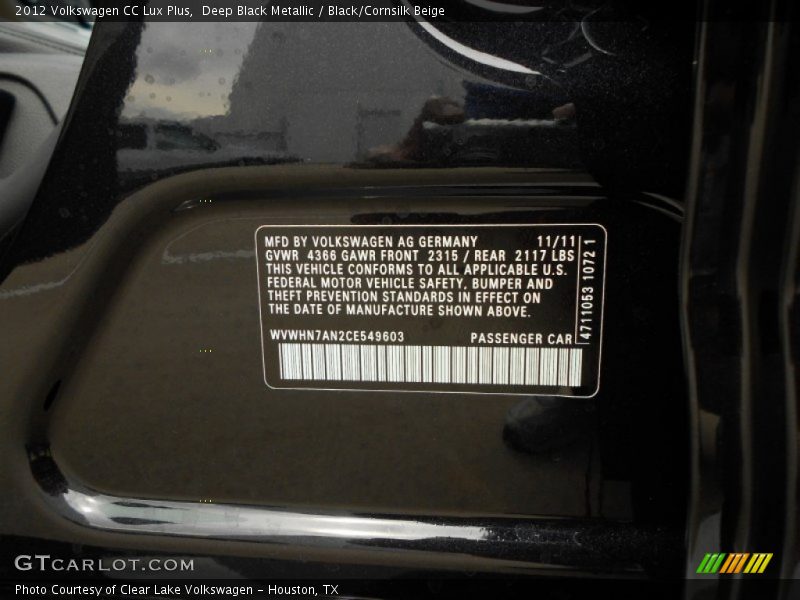 2012 Volkswagen CC Lux Plus,  Deep Black Metallic / Black/Cornsilk Beige
MFD BY VOLKSWAGEN AG GERMANY 11/11
GVWR 4366 GAWR FRONT 2315 / REAR 2117 LBS
THIS VEHICLE CONFORMS TO ALL APPLICABLE U.S.
FEDERAL MOTOR VEHICLE SAFETY, BUMPER AND
THEFT PREVENTION STANDARDS IN EFFECT ON
THE DATE OF MANUFACTURE SHOWN ABOVE.
WVWHN7AN2CE549603 PASSENGER CAR
4711053 1072 1
GTCARLOT.COM
Photo Courtesy of Clear Lake Volkswagen - Houston, TX